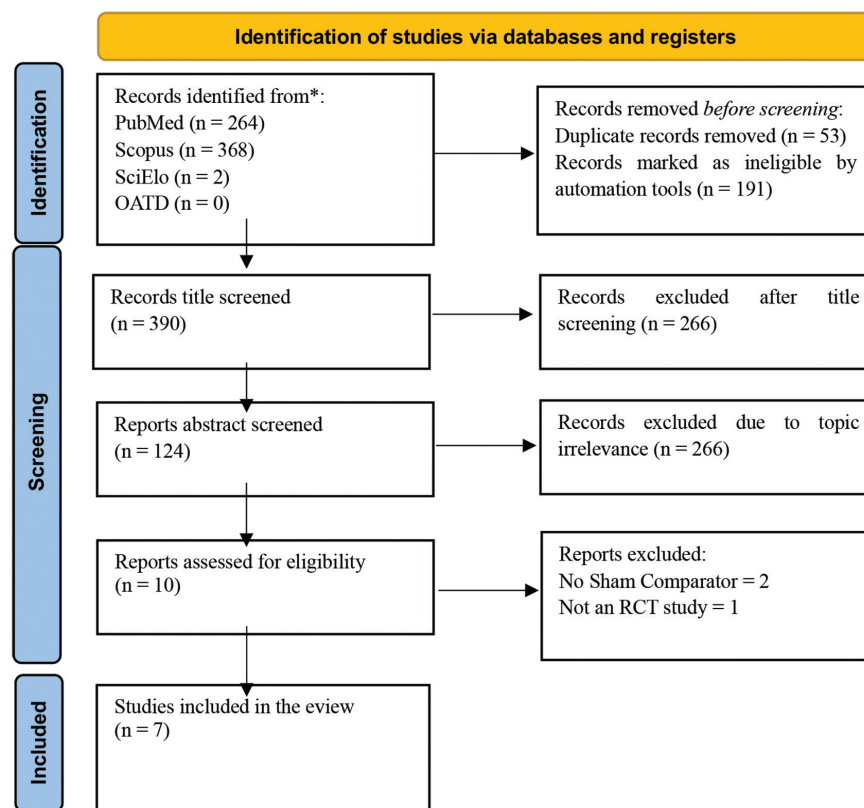 Identification of studies via databases and registers
Identification
Records identified from*:
PubMed (n = 264)
Scopus (n = 368)
SciElo (n = 2)
OATD (n = 0)
Records removed before screening:
Duplicate records removed (n = 53)
Records marked as ineligible by
automation tools (n = 191)
Screening
Records title screened
(n = 390)
Records excluded after title
screening (n = 266)
Reports abstract screened
(n = 124)
Records excluded due to topic
irrelevance (n = 266)
Reports assessed for eligibility
(n = 10)
Reports excluded:
No Sham Comparator = 2
Not an RCT study = 1
Included
Studies included in the eview
(n = 7)